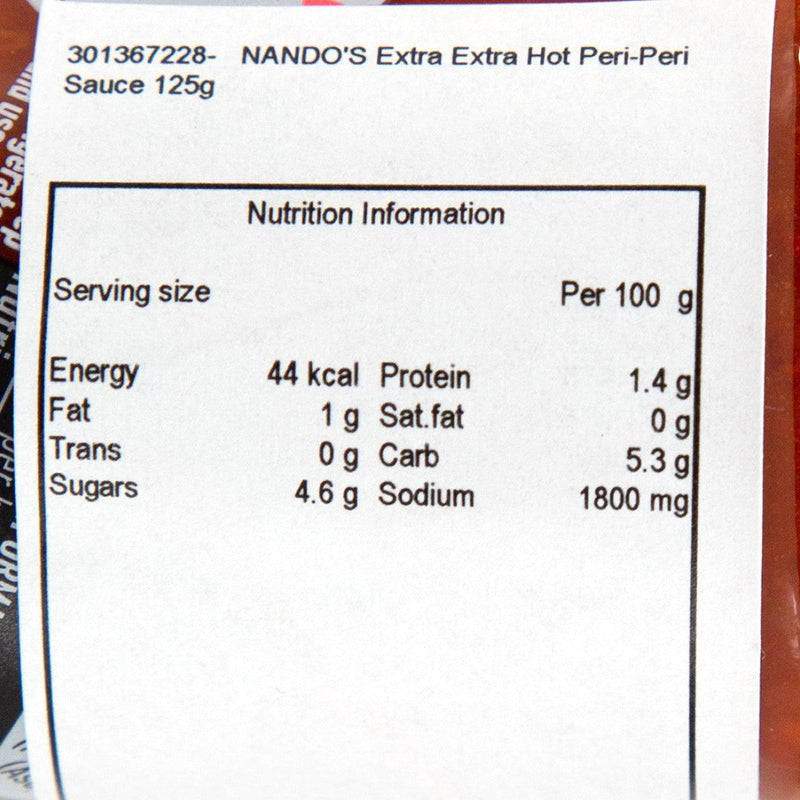 301367228- NANDO'S Extra Extra Hot Peri-Peri
Sauce 125g
Nutrition Information
Serving size Per 100 g
Energy 44 kcal Protein 1.4 g
Fat 1 g Sat.fat 0 g
Trans 0 g Carb 5.3 g
Sugars 4.6 g Sodium 1800 mg